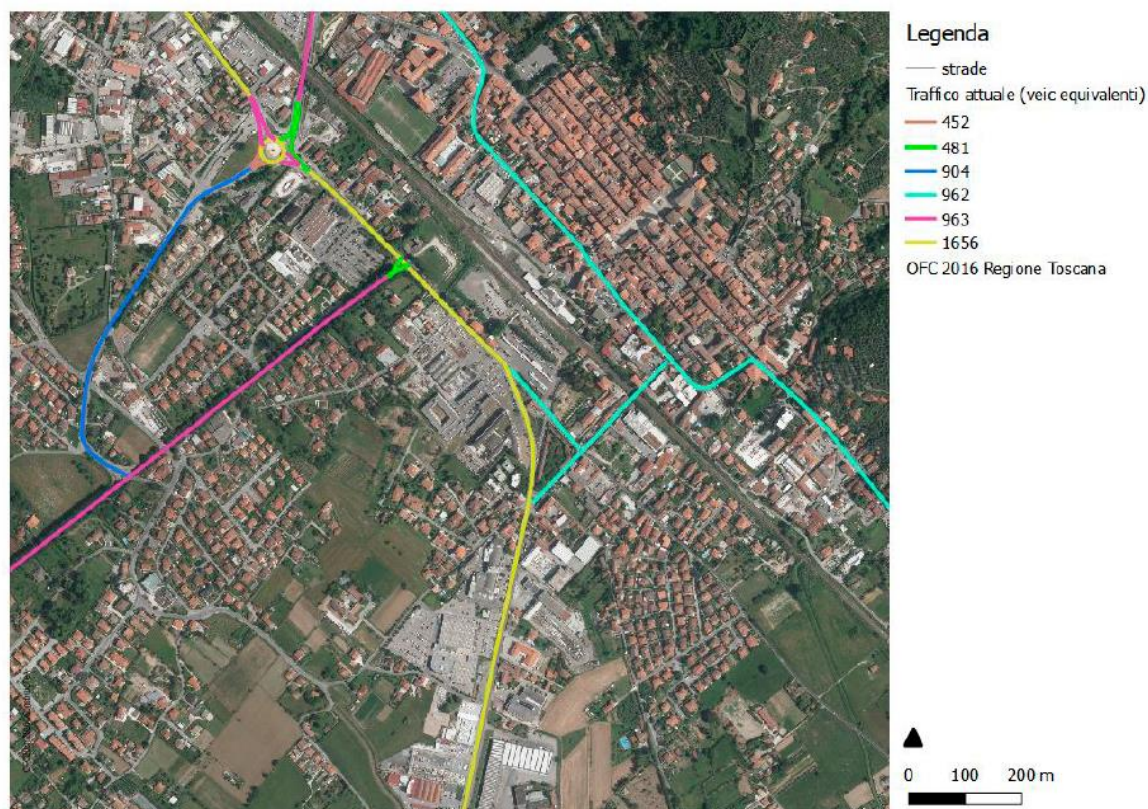 Legenda
strade
Traffico attuale (veic equivalenti)
452
481
904
962
963
1656
OFC 2016 Regione Toscana
0 100 200 m